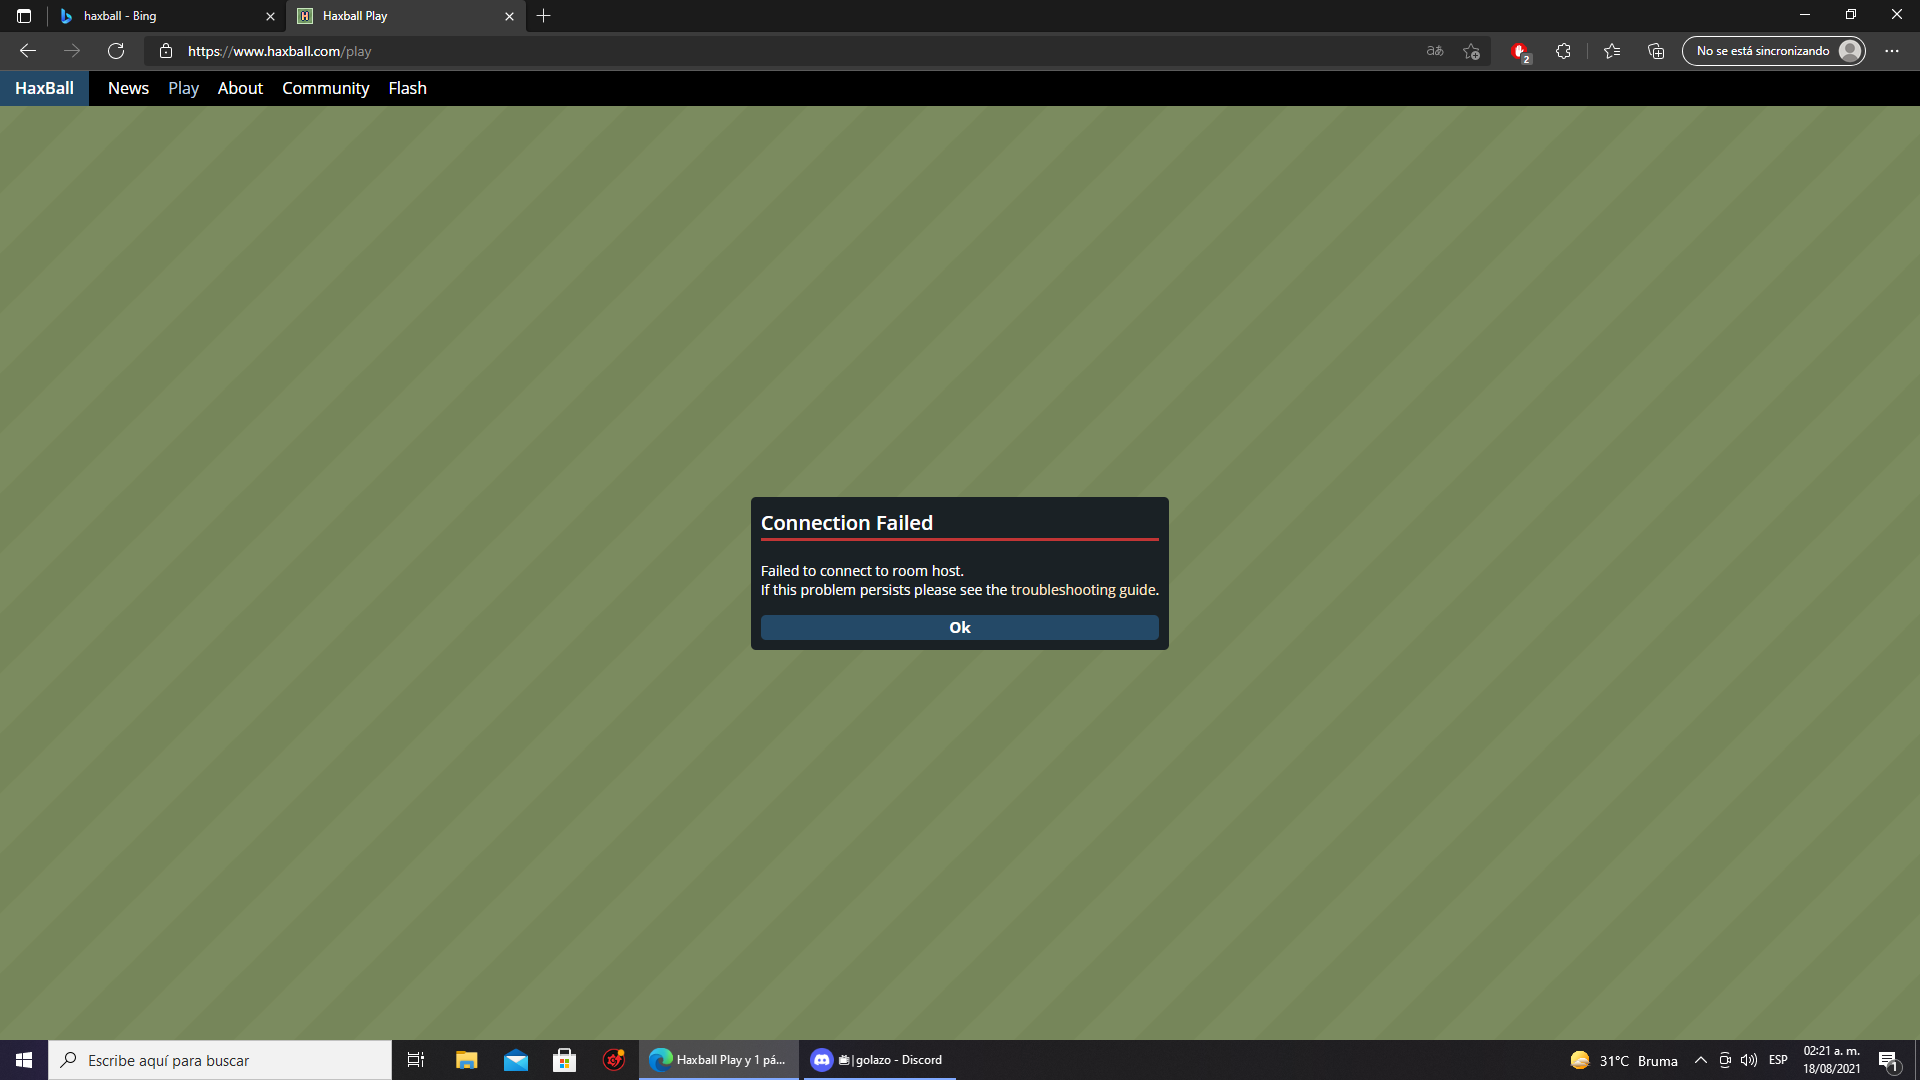 haxball - Bing
Haxball Play
https://www.haxball.com/play
2
No se está sincronizando
HaxBall News Play About Community Flash
Connection Failed
Failed to connect to room host.
If this problem persists please see the troubleshooting guide.
Ok
Escribe aquí para buscar
Haxball Play y 1 pá...
|golazo - Discord
31°C Bruma
ESP
02:21 a. m.
18/08/2021
1